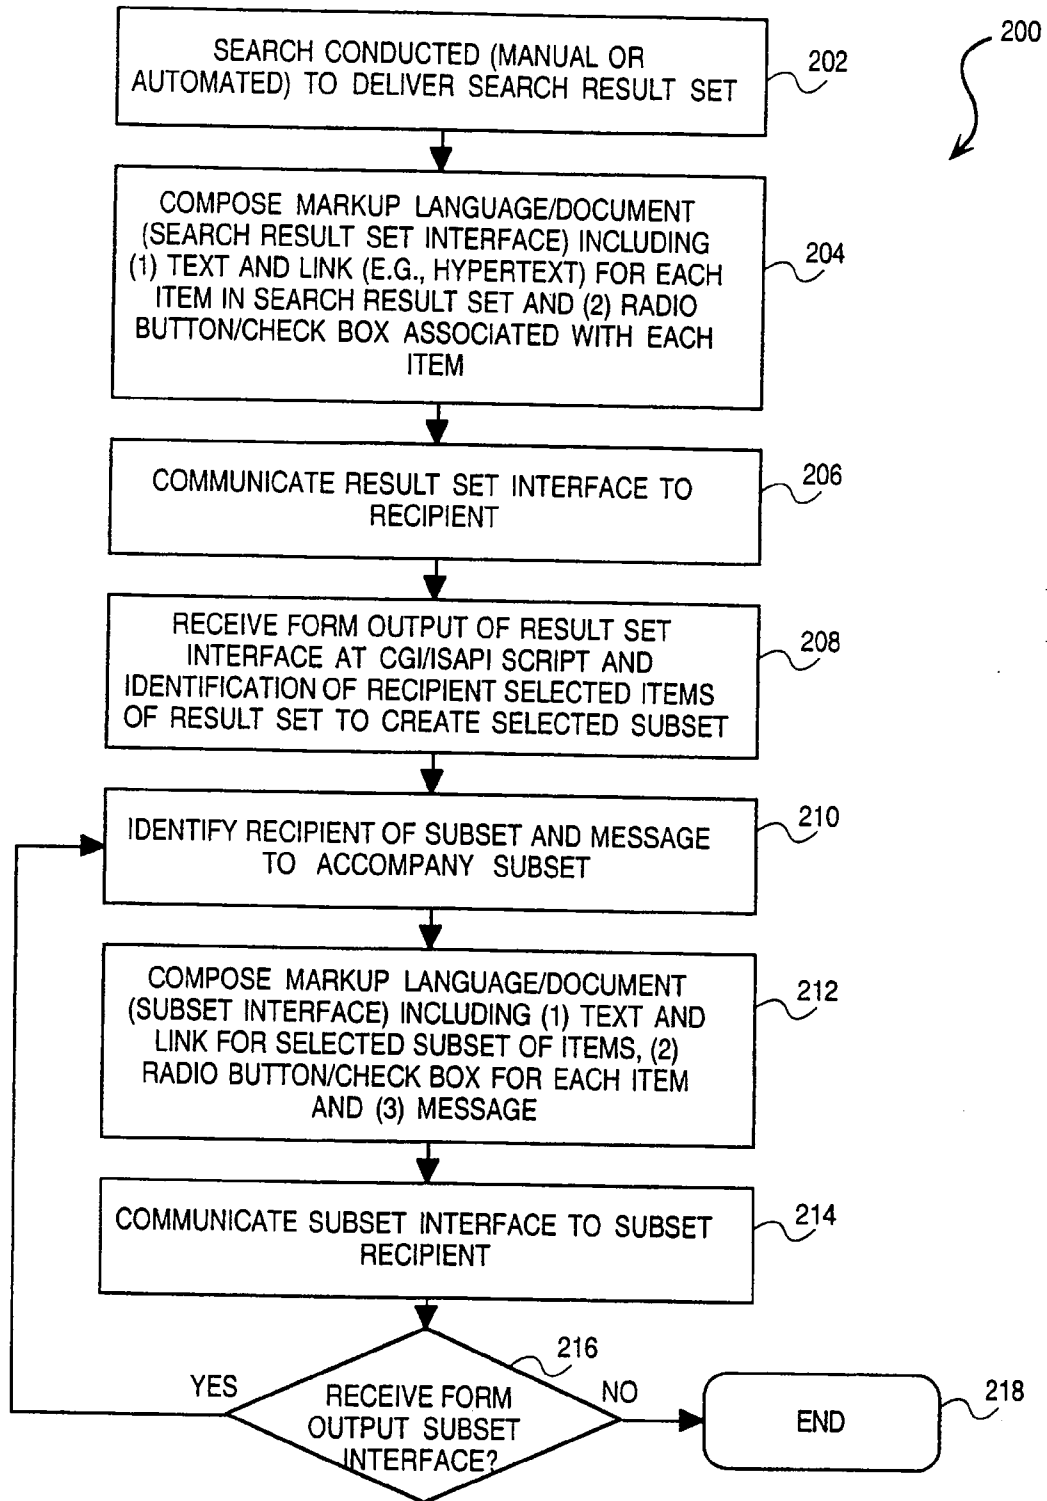 200
SEARCH CONDUCTED (MANUAL OR
AUTOMATED) TO DELIVER SEARCH RESULT SET
202
COMPOSE MARKUP LANGUAGE/DOCUMENT
(SEARCH RESULT SET INTERFACE) INCLUDING
(1) TEXT AND LINK (E.G., HYPERTEXT) FOR EACH
ITEM IN SEARCH RESULT SET AND (2) RADIO
BUTTON/CHECK BOX ASSOCIATED WITH EACH
ITEM
204
COMMUNICATE RESULT SET INTERFACE TO
RECIPIENT
206
RECEIVE FORM OUTPUT OF RESULT SET
INTERFACE AT CGI/ISAPI SCRIPT AND
IDENTIFICATION OF RECIPIENT SELECTED ITEMS
OF RESULT SET TO CREATE SELECTED SUBSET
208
IDENTIFY RECIPIENT OF SUBSET AND MESSAGE
TO ACCOMPANY SUBSET
210
COMPOSE MARKUP LANGUAGE/DOCUMENT
(SUBSET INTERFACE) INCLUDING (1) TEXT AND
LINK FOR SELECTED SUBSET OF ITEMS, (2)
RADIO BUTTON/CHECK BOX FOR EACH ITEM
AND (3) MESSAGE
212
COMMUNICATE SUBSET INTERFACE TO SUBSET
RECIPIENT
214
216
YES
RECEIVE FORM
OUTPUT SUBSET
INTERFACE?
NO
END
218